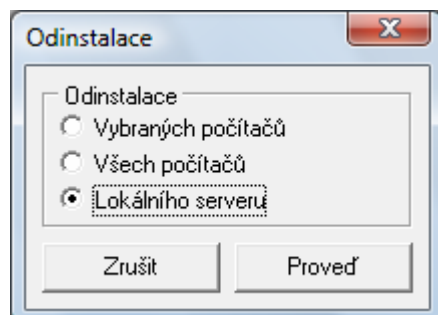 Odinstalace
Odinstalace
Vybraných počítačů
Všech počítačů
Lokálního serveru
Zrušit
Proveď